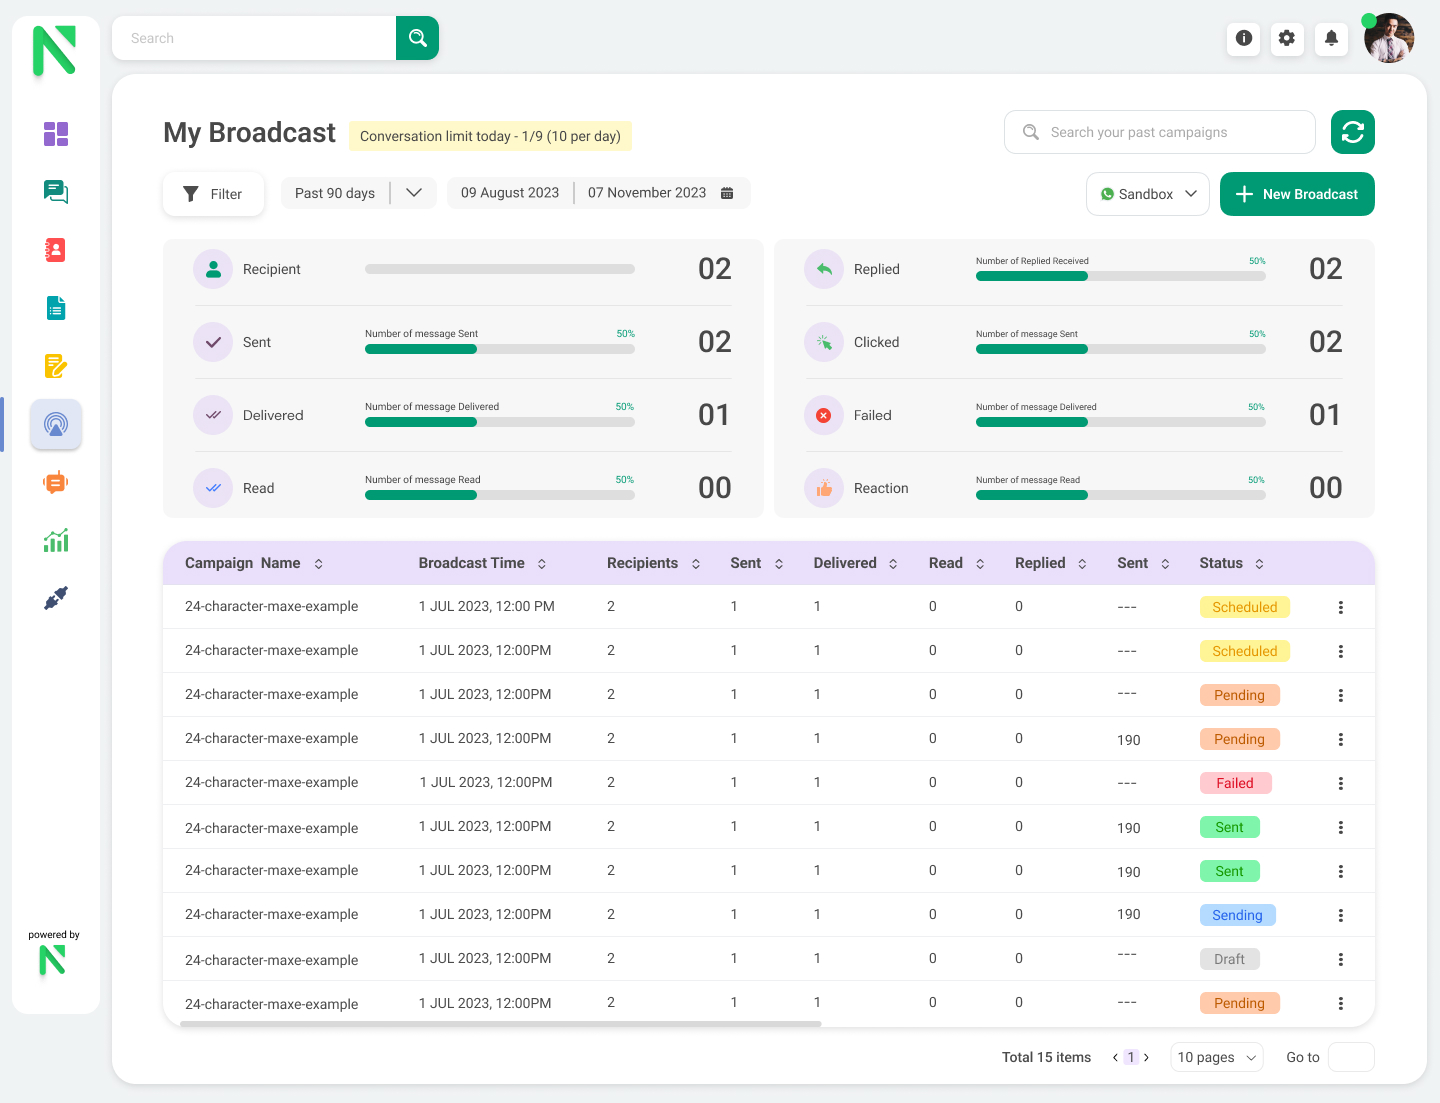 Search
My Broadcast
Conversation limit today - 1/9 (10 per day)
Search your past campaigns
Filter
Past 90 days
09 August 2023
07 November 2023
Sandbox
New Broadcast
Recipient
02
Sent
Number of message Sent 50%
02
Delivered
Number of message Delivered 50%
01
Read
Number of message Read 50%
00
Replied
Number of Replied Received 50%
02
Clicked
Number of message Sent 50%
02
Failed
Number of message Delivered 50%
01
Reaction
Number of message Read 50%
00
Campaign Name Broadcast Time Recipients Sent Delivered Read Replied Sent Status
24-character-maxe-example 1 JUL 2023, 12:00 PM 2 1 1 0 0 --- Scheduled
24-character-maxe-example 1 JUL 2023, 12:00PM 2 1 1 0 0 --- Scheduled
24-character-maxe-example 1 JUL 2023, 12:00PM 2 1 1 0 0 --- Pending
24-character-maxe-example 1 JUL 2023, 12:00PM 2 1 1 0 0 190 Pending
24-character-maxe-example 1 JUL 2023, 12:00PM 2 1 1 0 0 --- Failed
24-character-maxe-example 1 JUL 2023, 12:00PM 2 1 1 0 0 190 Sent
24-character-maxe-example 1 JUL 2023, 12:00PM 2 1 1 0 0 190 Sent
24-character-maxe-example 1 JUL 2023, 12:00PM 2 1 1 0 0 190 Sending
24-character-maxe-example 1 JUL 2023, 12:00PM 2 1 1 0 0 --- Draft
24-character-maxe-example 1 JUL 2023, 12:00PM 2 1 1 0 0 --- Pending
powered by
Total 15 items ‹ 1 › 10 pages Go to